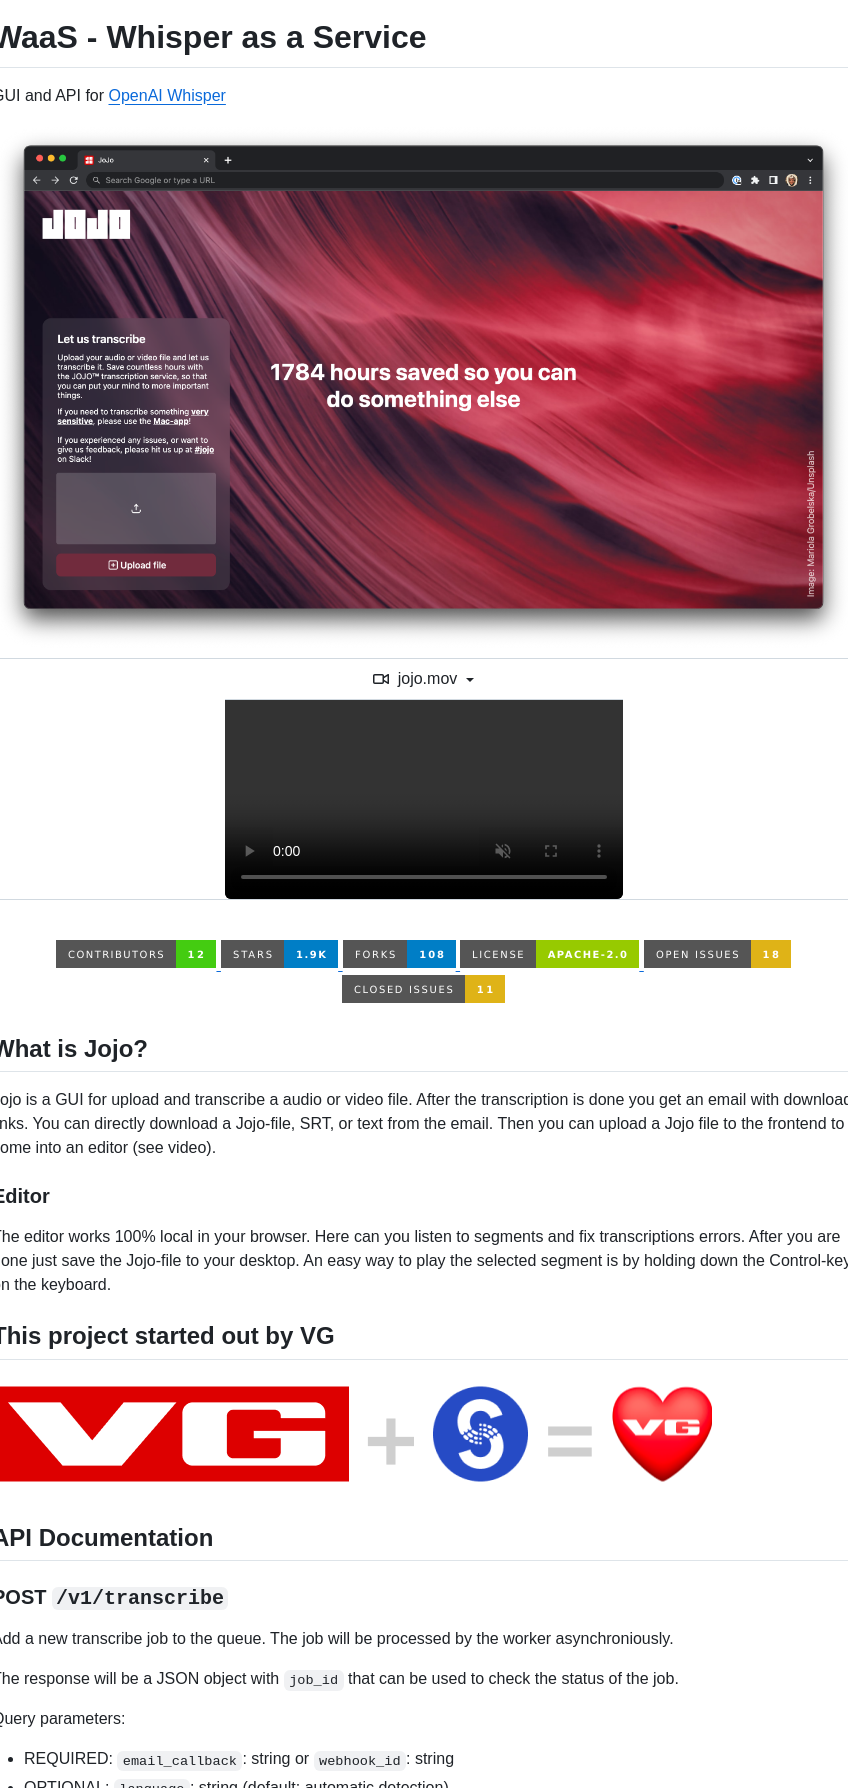 WaaS - Whisper as a Service
GUI and API for OpenAI Whisper
JoJo
Search Google or type a URL
JOJO
Let us transcribe
Upload your audio or video file and let us
transcribe it. Save countless hours with
the JOJO™ transcription service, so that
you can put your mind to more important
things.
If you need to transcribe something very
sensitive, please use the Mac-app!
If you experienced any issues, or want to
give us feedback, please hit us up at #jojo
on Slack!
Upload file
1784 hours saved so you can
do something else
Image: Mariola Grobelska/Unsplash
jojo.mov
0:00
CONTRIBUTORS 12 STARS 1.9K FORKS 108 LICENSE APACHE-2.0 OPEN ISSUES 18
CLOSED ISSUES 11
What is Jojo?
Jojo is a GUI for upload and transcribe a audio or video file. After the transcription is done you get an email with download
links. You can directly download a Jojo-file, SRT, or text from the email. Then you can upload a Jojo file to the frontend to
come into an editor (see video).
Editor
The editor works 100% local in your browser. Here can you listen to segments and fix transcriptions errors. After you are
done just save the Jojo-file to your desktop. An easy way to play the selected segment is by holding down the Control-key
on the keyboard.
This project started out by VG
VG + S = VG
API Documentation
POST /v1/transcribe
Add a new transcribe job to the queue. The job will be processed by the worker asynchroniously.
The response will be a JSON object with job_id that can be used to check the status of the job.
Query parameters:
• REQUIRED: email_callback: string or webhook_id: string
• OPTIONAL: language: string (default: automatic detection)